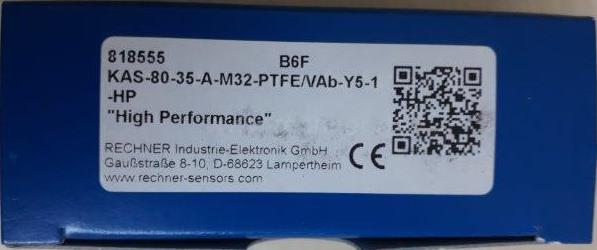 818555 B6F
KAS-80-35-A-M32-PTFE/VAb-Y5-1
-HP
"High Performance"
RECHNER Industrie-Elektronik GmbH
Gaußstraße 8-10, D-68623 Lampertheim
www.rechner-sensors.com
CE